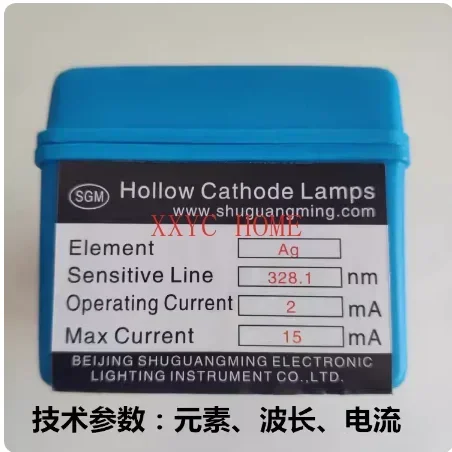 SGM Hollow Cathode Lamps
www.shuguangming.com
XXYC HOME
Element Ag
Sensitive Line 328.1 nm
Operating Current 2 mA
Max Current 15 mA
BEIJING SHUGUANGMING ELECTRONIC
LIGHTING INSTRUMENT CO.,LTD.
技术参数：元素、波长、电流